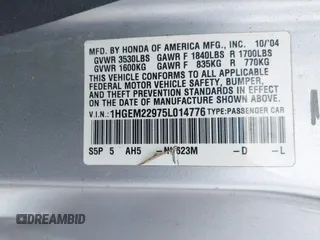 MFD. BY HONDA OF AMERICA MFG., INC. 10/'04
GVWR 3530LBS GAWR F 1840LBS R 1700LBS
GVWR 1600KG GAWR F 835KG R 770KG
THIS VEHICLE CONFORMS TO ALL APPLICABLE
FEDERAL MOTOR VEHICLE SAFETY, BUMPER,
AND THEFT PREVENTION STANDARDS IN EFFECT
ON THE DATE OF MANUFACTURE SHOWN ABOVE.
V.I.N.: 1HGEM22975L014776 TYPE: PASSENGER CAR
S5P 5 AH5 -NH623M -D -L
DREAMBID